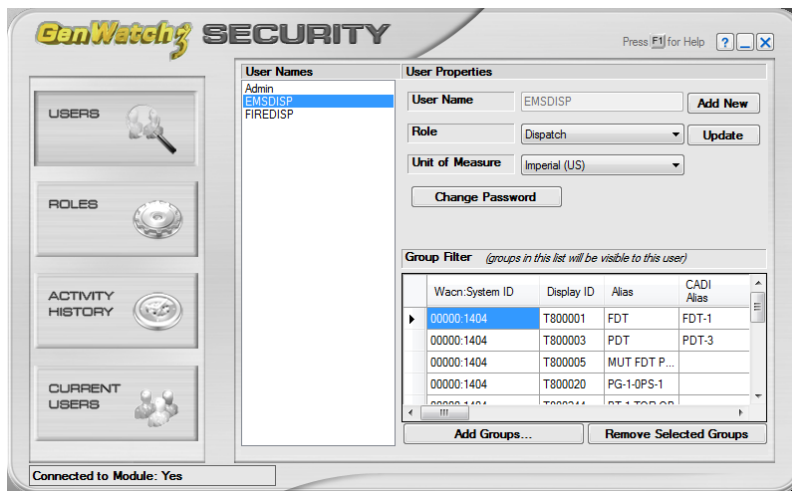 GenWatch3 SECURITY
Press F1 for Help ? _ X
USERS
ROLES
ACTIVITY
HISTORY
CURRENT
USERS
User Names
Admin
EMSDISP
FIREDISP
User Properties
User Name EMSDISP Add New
Role Dispatch Update
Unit of Measure Imperial (US)
Change Password
Group Filter (groups in this list will be visible to this user)
Wacn:System ID Display ID Alias CADI Alias
00000:1404 T800001 FDT FDT-1
00000:1404 T800003 PDT PDT-3
00000:1404 T800005 MUT FDT P...
00000:1404 T800020 PG-1-0PS-1
Add Groups... Remove Selected Groups
Connected to Module: Yes